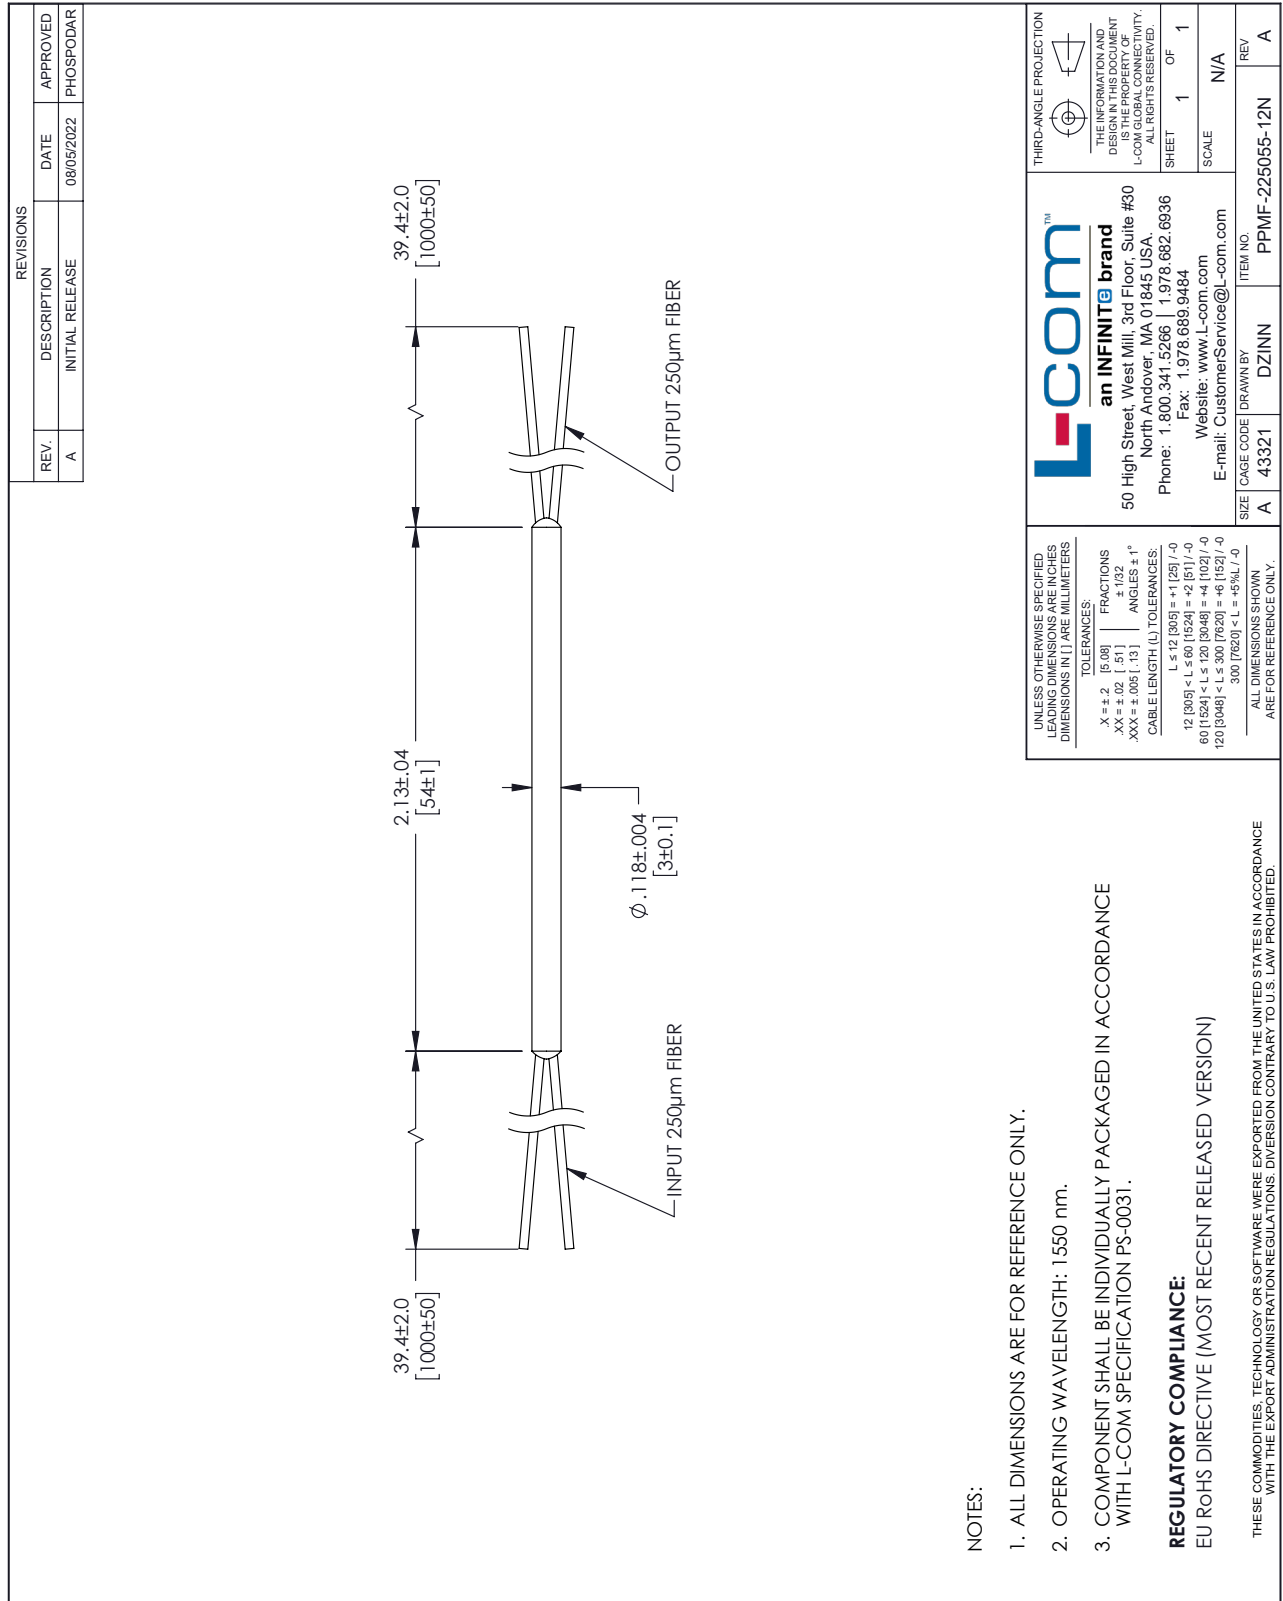 REVISIONS
REV. DESCRIPTION DATE APPROVED
A INITIAL RELEASE 08/05/2022 PHOSPODAR
39.4±2.0
[1000±50]
2.13±.04
[54±1]
39.4±2.0
[1000±50]
INPUT 250µm FIBER
Ø.118±.004
[3±0.1]
OUTPUT 250µm FIBER
NOTES:
1. ALL DIMENSIONS ARE FOR REFERENCE ONLY.
2. OPERATING WAVELENGTH: 1550 nm.
3. COMPONENT SHALL BE INDIVIDUALLY PACKAGED IN ACCORDANCE
WITH L-COM SPECIFICATION PS-0031.
REGULATORY COMPLIANCE:
EU RoHS DIRECTIVE (MOST RECENT RELEASED VERSION)
THESE COMMODITIES, TECHNOLOGY OR SOFTWARE WERE EXPORTED FROM THE UNITED STATES IN ACCORDANCE
WITH THE EXPORT ADMINISTRATION REGULATIONS. DIVERSION CONTRARY TO U.S. LAW PROHIBITED.
UNLESS OTHERWISE SPECIFIED
LEADING DIMENSIONS ARE INCHES
DIMENSIONS IN [ ] ARE MILLIMETERS
TOLERANCES:
.X = ±.2 [5.08] FRACTIONS
.XX = ±.02 [.51] ± 1/32
.XXX = ±.005 [.13] ANGLES ± 1°
CABLE LENGTH (L) TOLERANCES:
L ≤ 12 [305] = +1 [25] / -0
12 [305] < L ≤ 60 [1524] = +2 [51] / -0
60 [1524] < L ≤ 120 [3048] = +4 [102] / -0
120 [3048] < L ≤ 300 [7620] = +6 [152] / -0
300 [7620] < L = +5%L / -0
ALL DIMENSIONS SHOWN
ARE FOR REFERENCE ONLY.
L-com™
an INFINITe brand
50 High Street, West Mill, 3rd Floor, Suite #30
North Andover, MA 01845 USA.
Phone: 1.800.341.5266 | 1.978.682.6936
Fax: 1.978.689.9484
Website: www.L-com.com
E-mail: CustomerService@L-com.com
THIRD-ANGLE PROJECTION
THE INFORMATION AND
DESIGN IN THIS DOCUMENT
IS THE PROPERTY OF
L-COM GLOBAL CONNECTIVITY.
ALL RIGHTS RESERVED.
SHEET 1 OF 1
SCALE N/A
SIZE A
CAGE CODE 43321
DRAWN BY DZINN
ITEM NO. PPMF-225055-12N
REV A